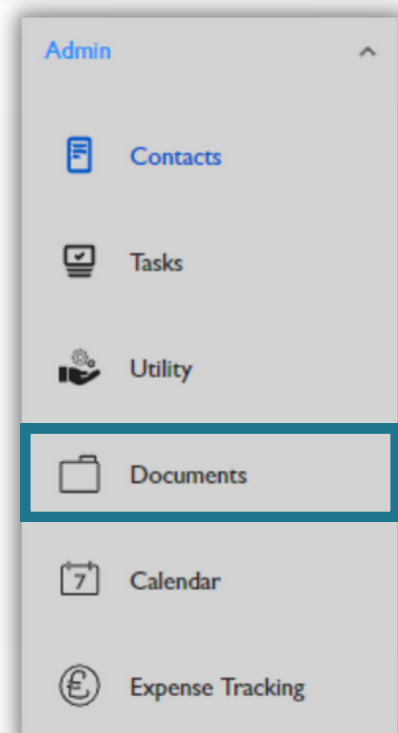 Admin
Contacts
Tasks
Utility
Documents
7
Calendar
£
Expense Tracking